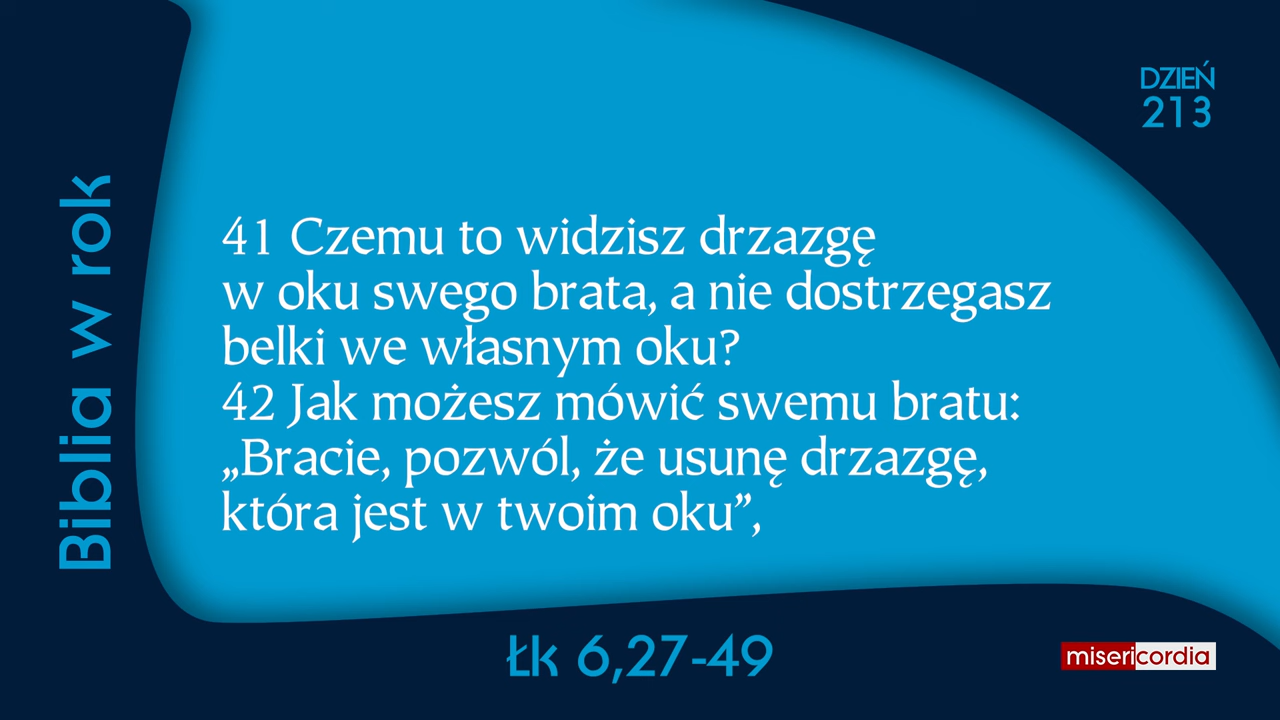 DZIEŃ
213
Biblia w rok
41 Czemu to widzisz drzazgę
w oku swego brata, a nie dostrzegasz
belki we własnym oku?
42 Jak możesz mówić swemu bratu:
„Bracie, pozwól, że usunę drzazgę,
która jest w twoim oku”,
Łk 6,27-49
misericordia